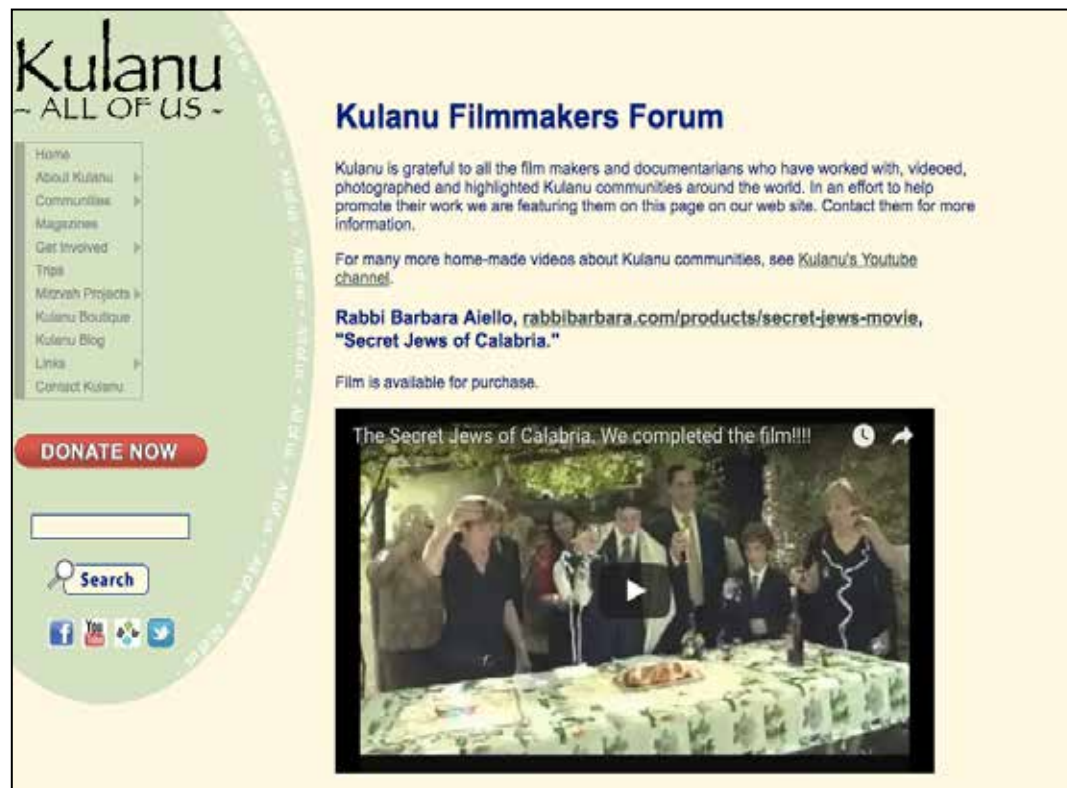 Kulanu
~ ALL OF US ~
Home
About Kulanu
Communities
Magazines
Get Involved
Trips
Mitzvah Projects
Kulanu Boutique
Kulanu Blog
Links
Contact Kulanu
DONATE NOW
Search
You
Tube
Kulanu Filmmakers Forum
Kulanu is grateful to all the film makers and documentarians who have worked with, videoed,
photographed and highlighted Kulanu communities around the world. In an effort to help
promote their work we are featuring them on this page on our web site. Contact them for more
information.
For many more home-made videos about Kulanu communities, see Kulanu's Youtube
channel.
Rabbi Barbara Aiello, rabbibarbara.com/products/secret-jews-movie,
"Secret Jews of Calabria."
Film is available for purchase.
The Secret Jews of Calabria. We completed the film!!!!